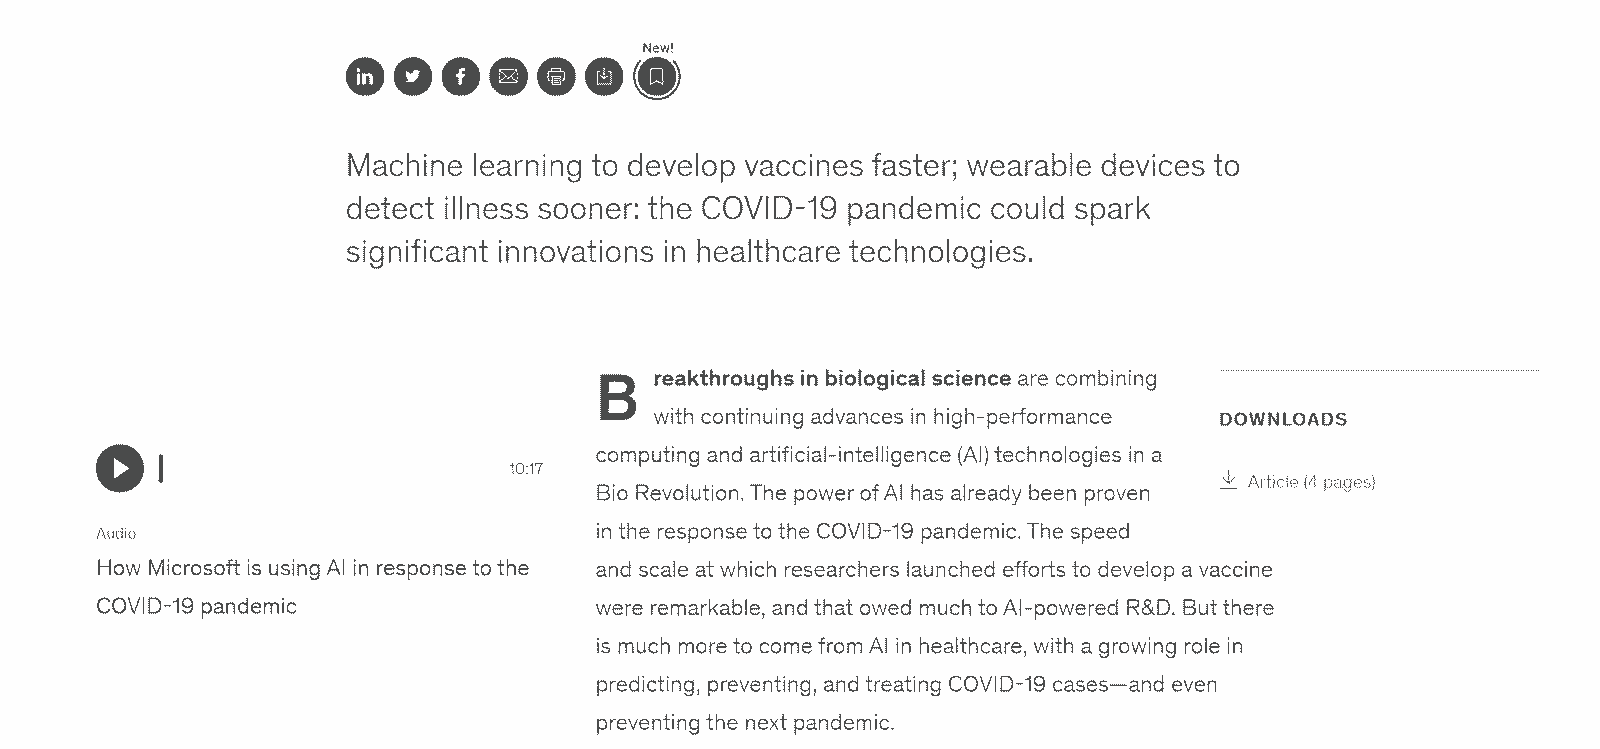 New!
in f
Machine learning to develop vaccines faster; wearable devices to
detect illness sooner: the COVID-19 pandemic could spark
significant innovations in healthcare technologies.
10:17
Audio
How Microsoft is using AI in response to the
COVID-19 pandemic
Breakthroughs in biological science are combining
with continuing advances in high-performance
computing and artificial-intelligence (AI) technologies in a
Bio Revolution. The power of AI has already been proven
in the response to the COVID-19 pandemic. The speed
and scale at which researchers launched efforts to develop a vaccine
were remarkable, and that owed much to AI-powered R&D. But there
is much more to come from AI in healthcare, with a growing role in
predicting, preventing, and treating COVID-19 cases—and even
preventing the next pandemic.
DOWNLOADS
Article (4 pages)